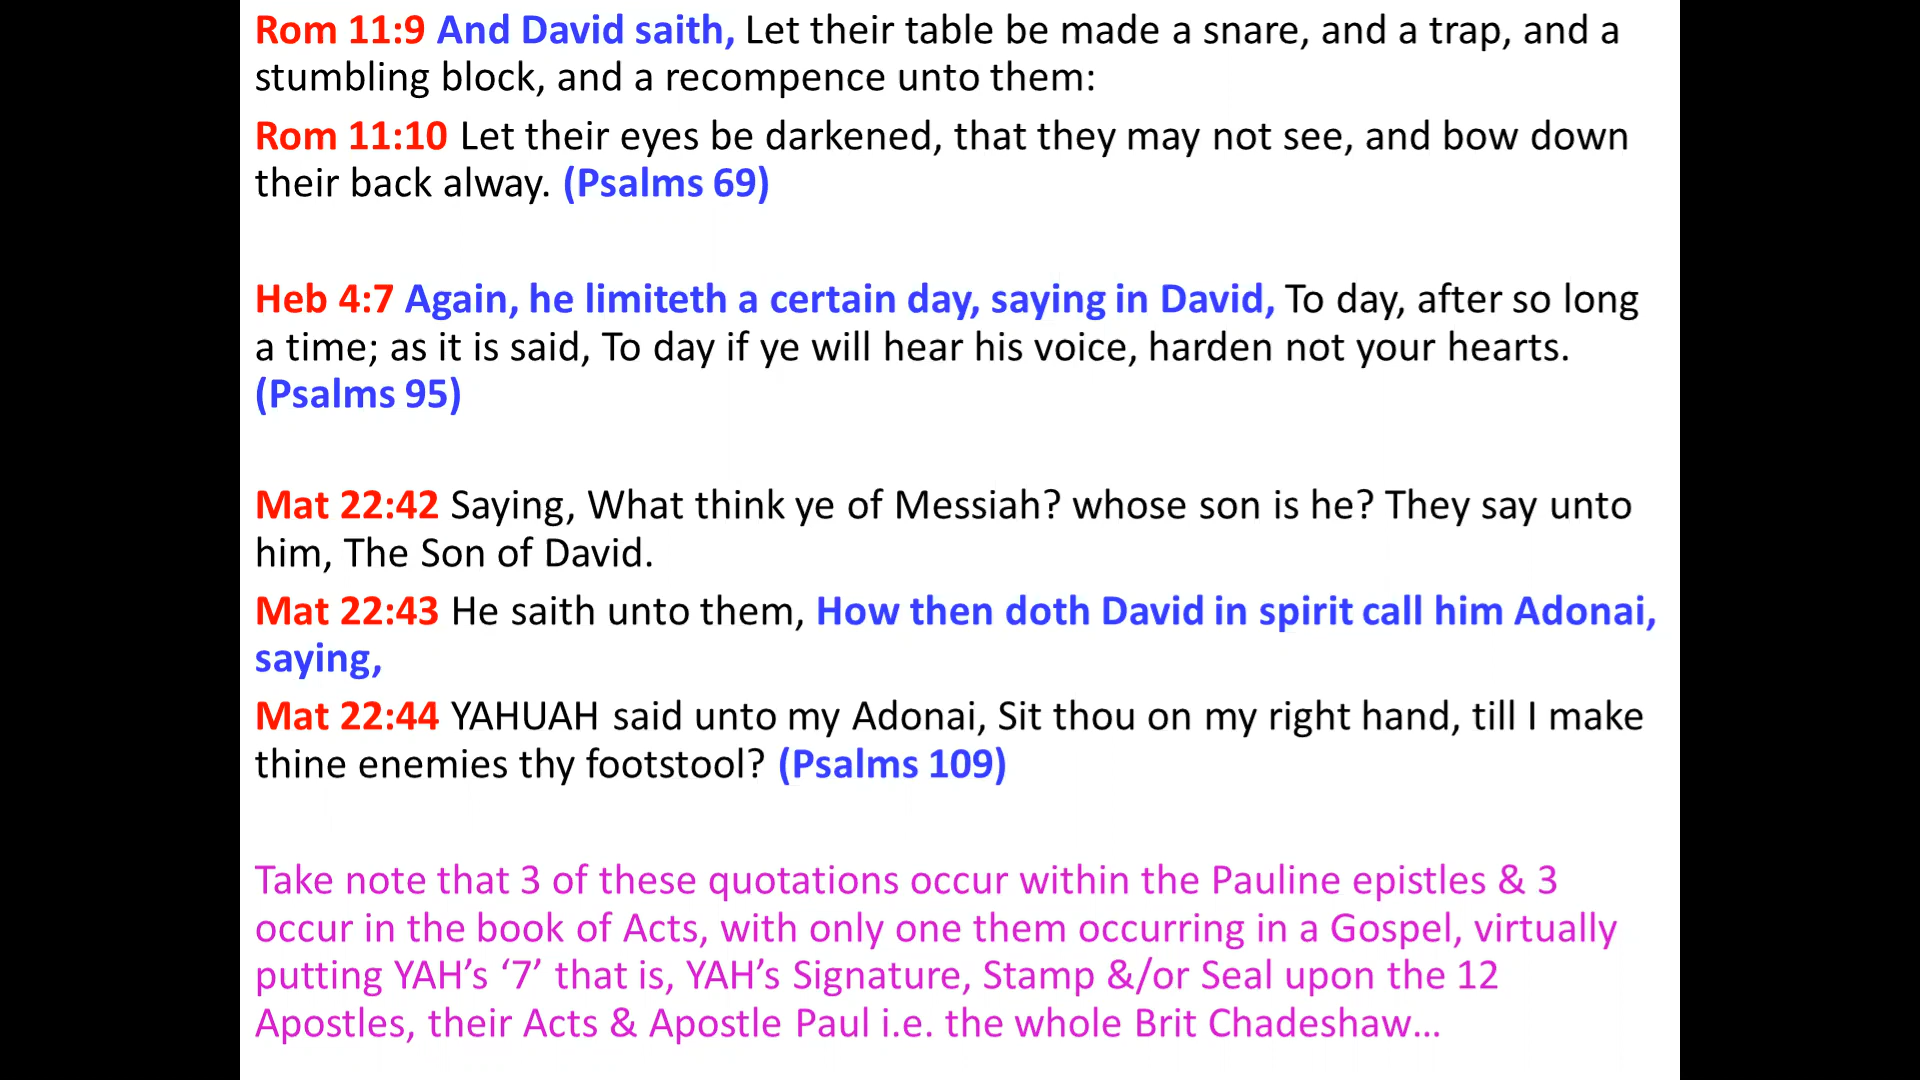 Rom 11:9 And David saith, Let their table be made a snare, and a trap, and a
stumbling block, and a recompence unto them:
Rom 11:10 Let their eyes be darkened, that they may not see, and bow down
their back alway. (Psalms 69)
Heb 4:7 Again, he limiteth a certain day, saying in David, To day, after so long
a time; as it is said, To day if ye will hear his voice, harden not your hearts.
(Psalms 95)
Mat 22:42 Saying, What think ye of Messiah? whose son is he? They say unto
him, The Son of David.
Mat 22:43 He saith unto them, How then doth David in spirit call him Adonai,
saying,
Mat 22:44 YAHUAH said unto my Adonai, Sit thou on my right hand, till I make
thine enemies thy footstool? (Psalms 109)
Take note that 3 of these quotations occur within the Pauline epistles & 3
occur in the book of Acts, with only one them occurring in a Gospel, virtually
putting YAH’s ‘7’ that is, YAH’s Signature, Stamp &/or Seal upon the 12
Apostles, their Acts & Apostle Paul i.e. the whole Brit Chadeshaw…